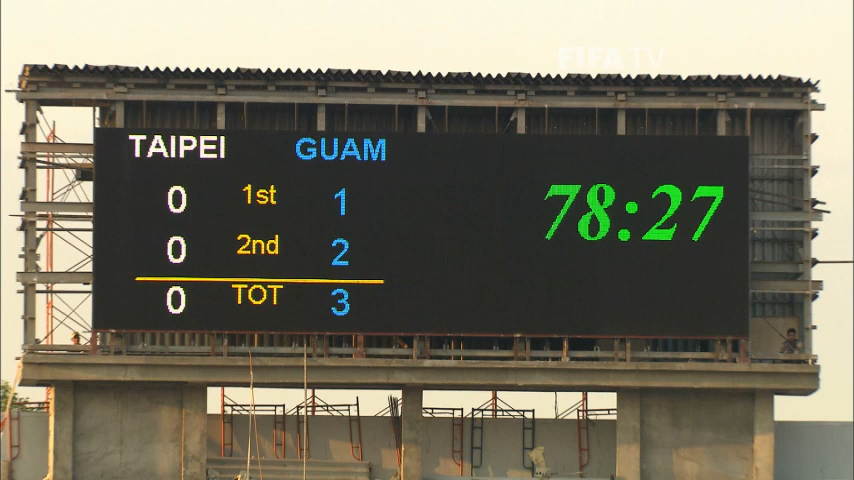 FIFA TV
TAIPEI GUAM
0 1st 1 78:27
0 2nd 2
0 TOT 3